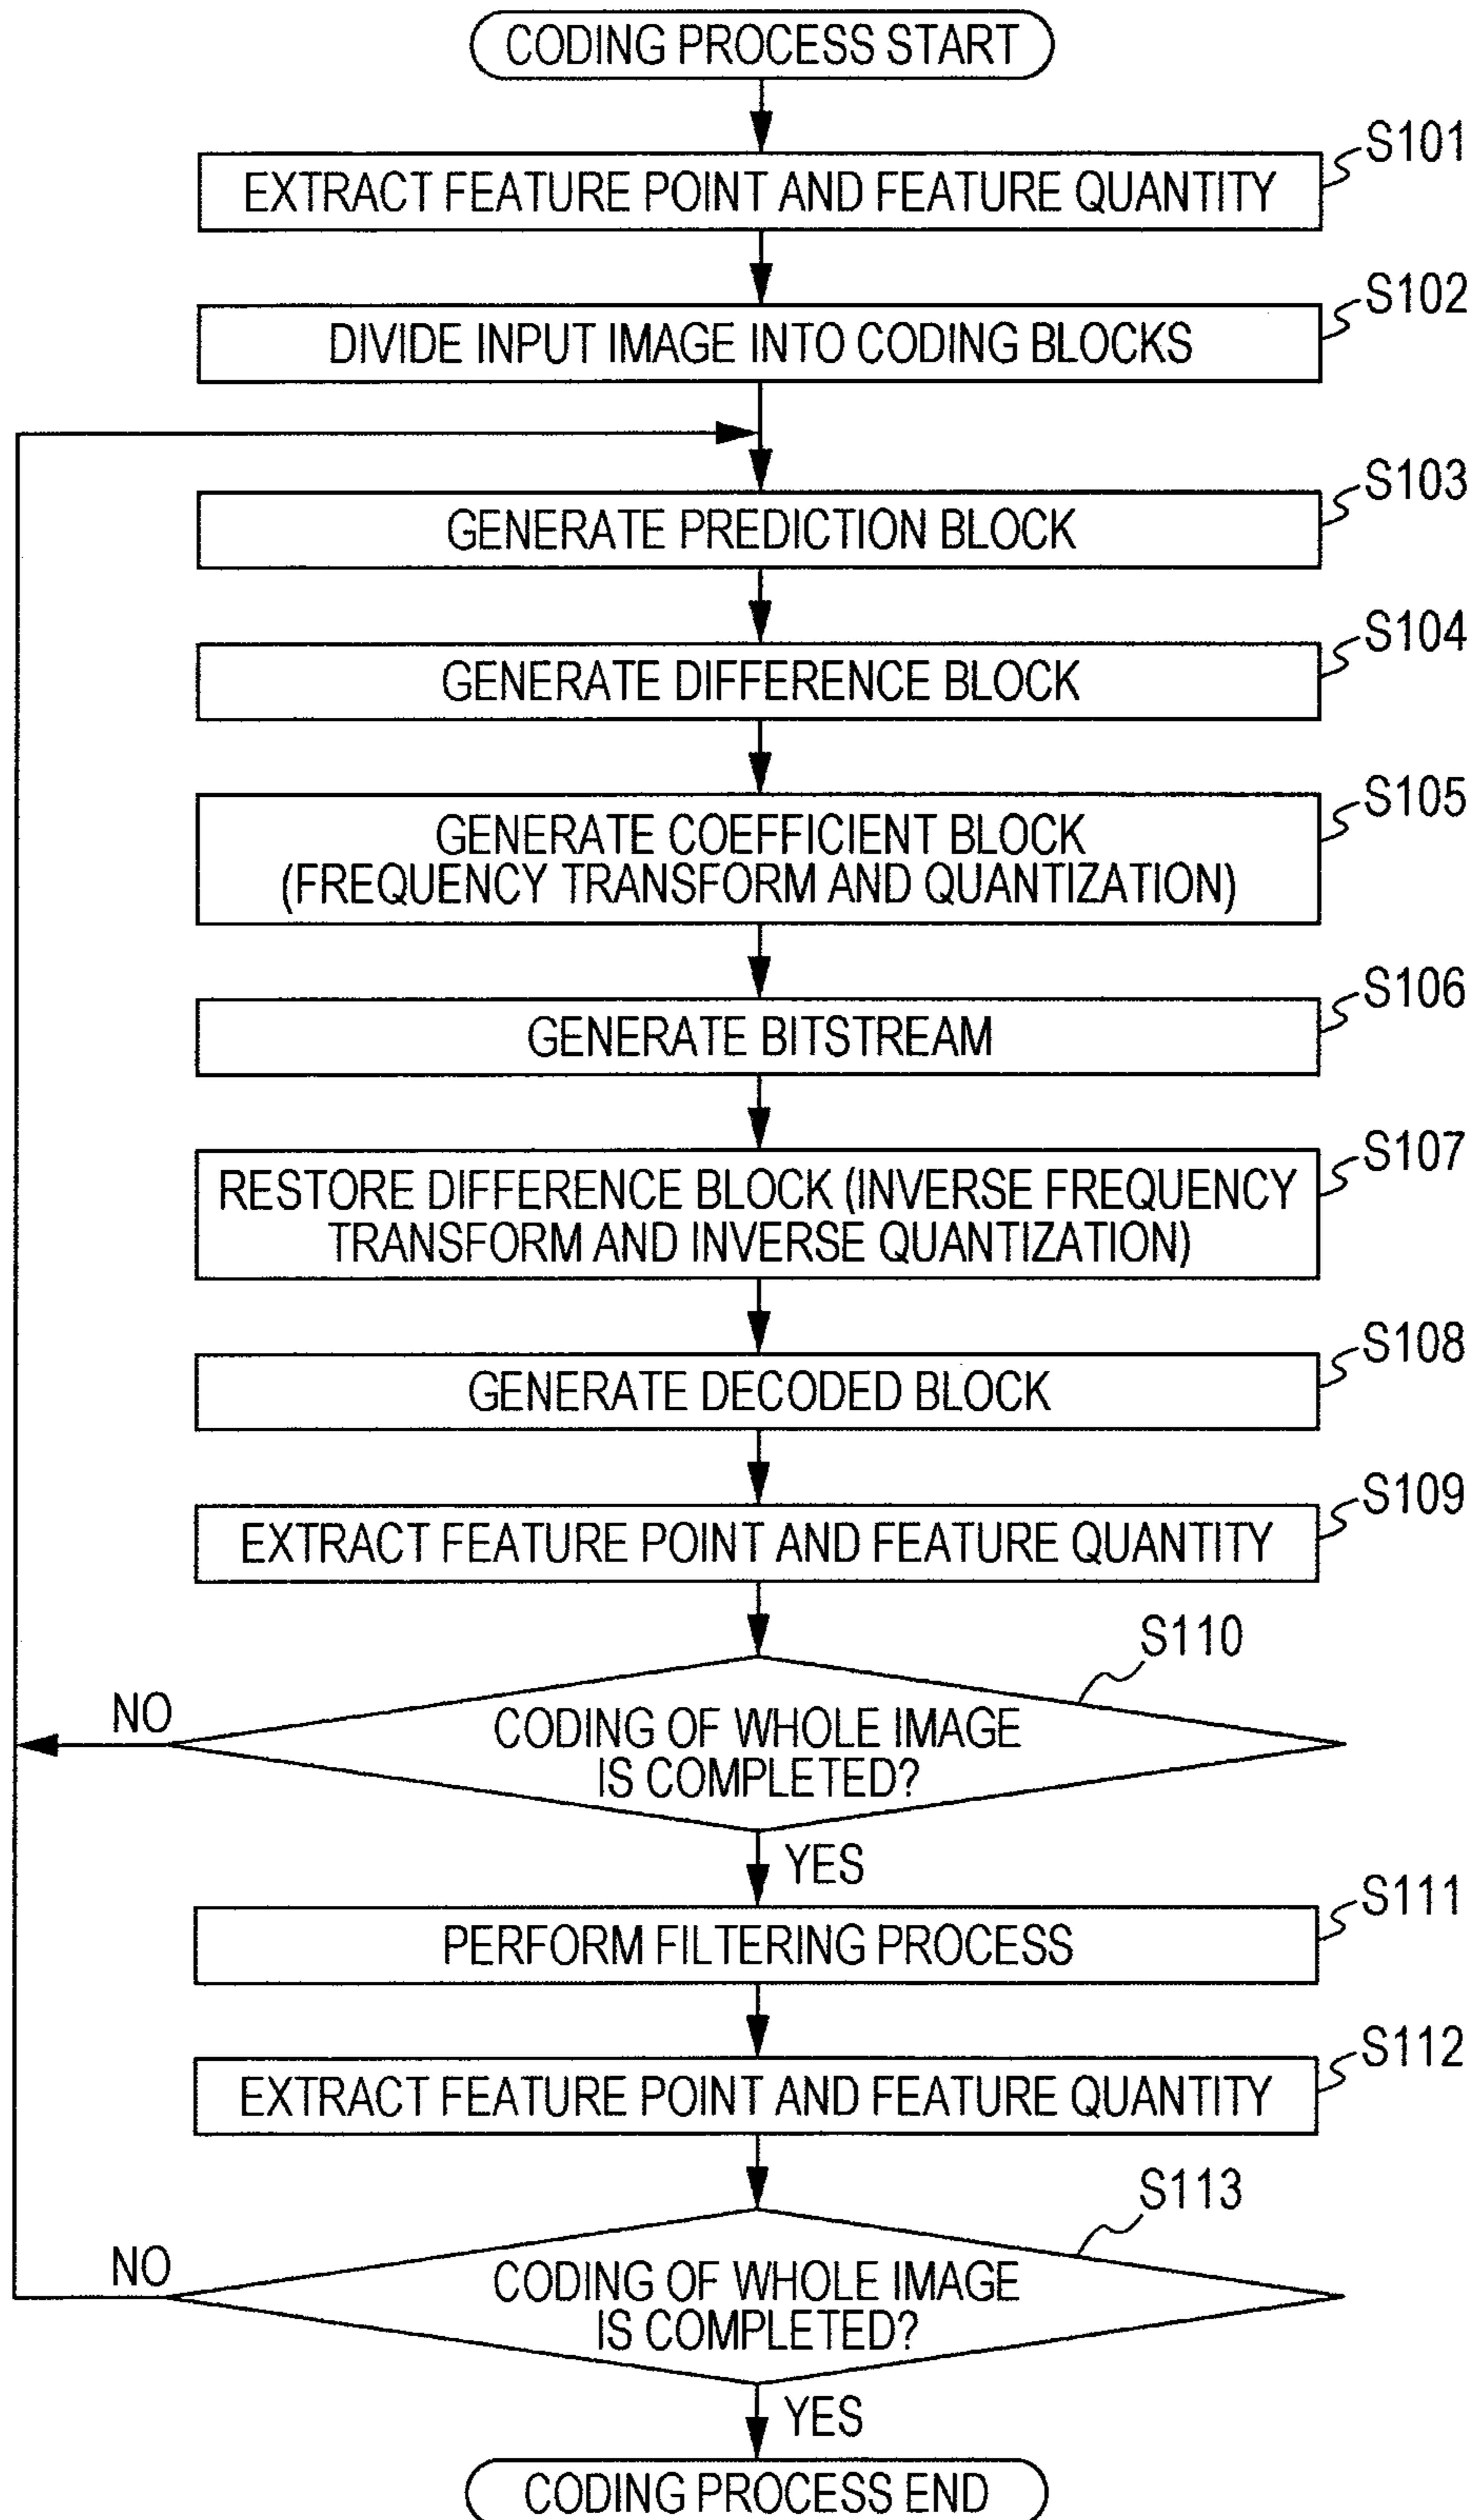 CODING PROCESS START
S101
EXTRACT FEATURE POINT AND FEATURE QUANTITY
S102
DIVIDE INPUT IMAGE INTO CODING BLOCKS
S103
GENERATE PREDICTION BLOCK
S104
GENERATE DIFFERENCE BLOCK
S105
GENERATE COEFFICIENT BLOCK
(FREQUENCY TRANSFORM AND QUANTIZATION)
S106
GENERATE BITSTREAM
S107
RESTORE DIFFERENCE BLOCK (INVERSE FREQUENCY
TRANSFORM AND INVERSE QUANTIZATION)
S108
GENERATE DECODED BLOCK
S109
EXTRACT FEATURE POINT AND FEATURE QUANTITY
S110
NO
CODING OF WHOLE IMAGE
IS COMPLETED?
YES
S111
PERFORM FILTERING PROCESS
S112
EXTRACT FEATURE POINT AND FEATURE QUANTITY
S113
NO
CODING OF WHOLE IMAGE
IS COMPLETED?
YES
CODING PROCESS END